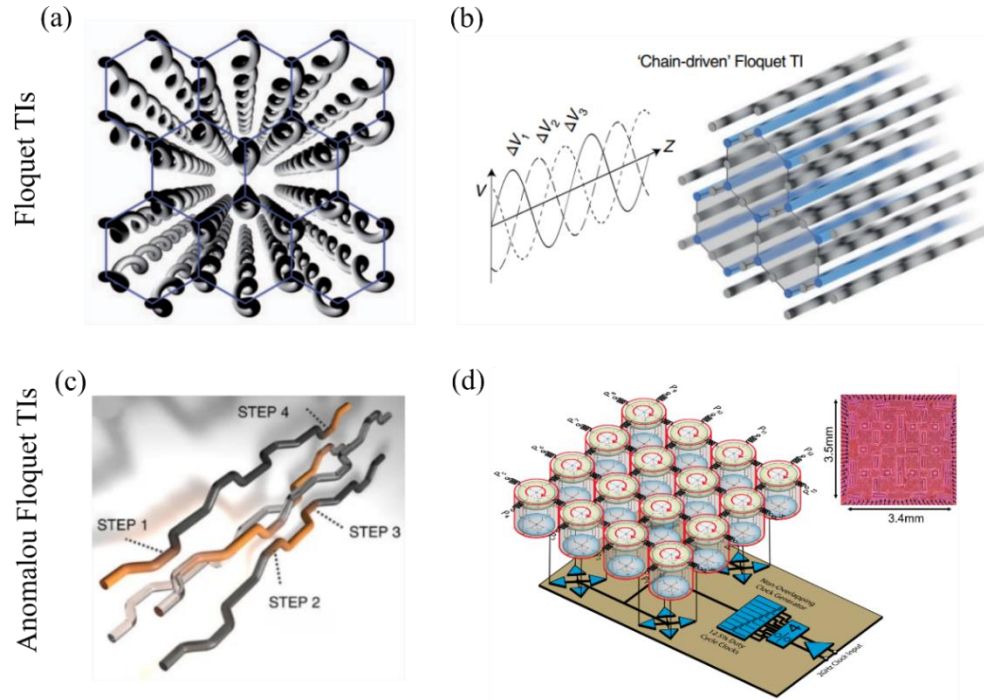 (a)
(b)
Floquet TIs
'Chain-driven' Floquet TI
ΔV1
ΔV2
ΔV3
V
Z
(c)
(d)
Anomalou Floquet TIs
STEP 4
STEP 1
STEP 3
STEP 2
3.5mm
3.4mm
Non-Overlapping
Clock Generator
12.5% Duty
Cycle Clocks
2GHz Clock Input